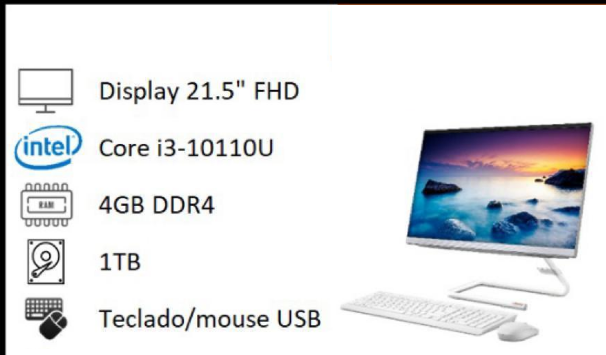 Display 21.5" FHD
intel
Core i3-10110U
RAM
4GB DDR4
1TB
Teclado/mouse USB